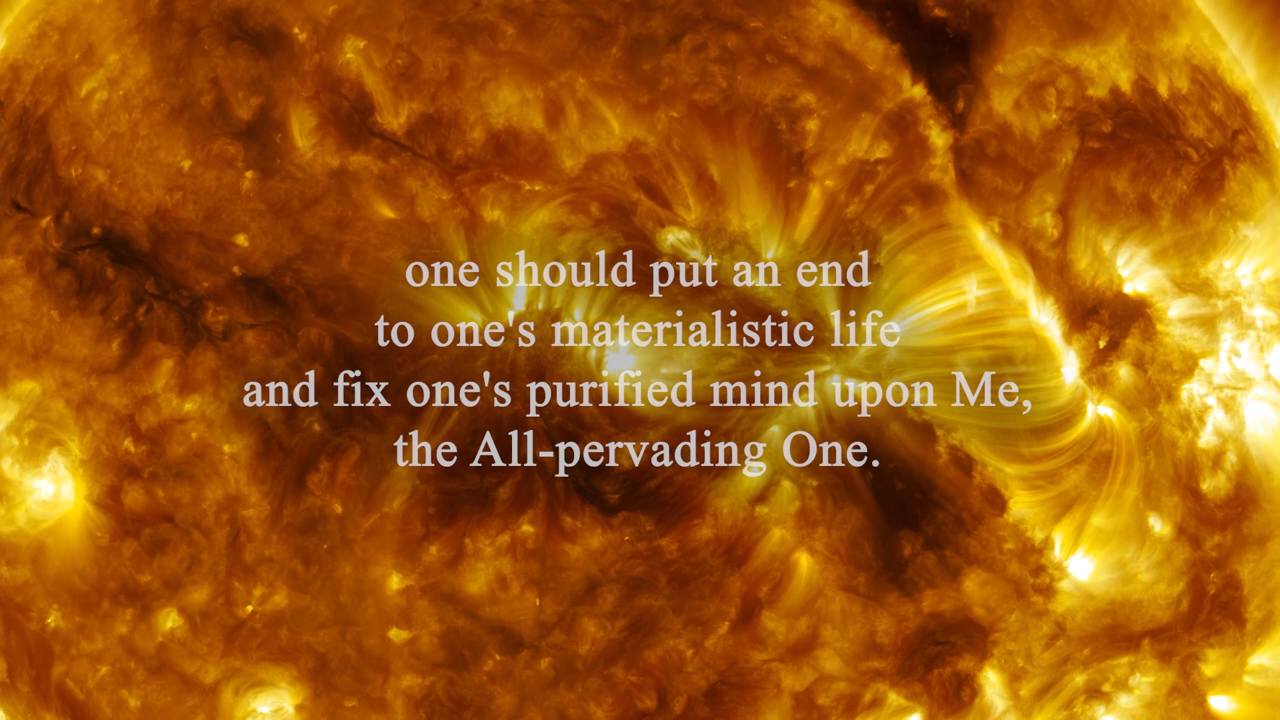 one should put an end
to one's materialistic life
and fix one's purified mind upon Me,
the All-pervading One.